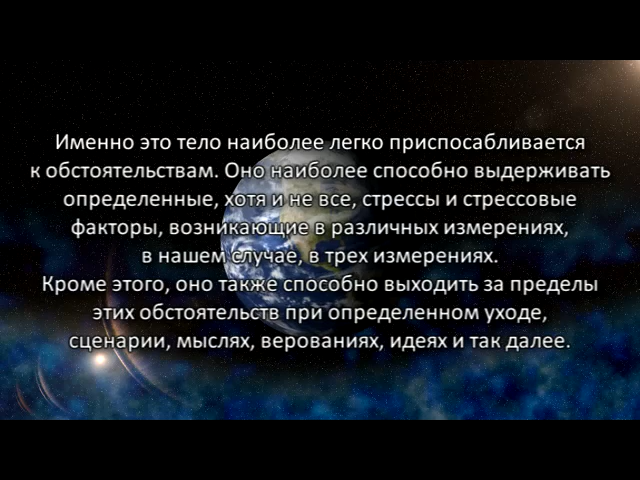 Именно это тело наиболее легко приспосабливается
к обстоятельствам. Оно наиболее способно выдерживать
определенные, хотя и не все, стрессы и стрессовые
факторы, возникающие в различных измерениях,
в нашем случае, в трех измерениях.
Кроме этого, оно также способно выходить за пределы
этих обстоятельств при определенном уходе,
сценарии, мыслях, верованиях, идеях и так далее.